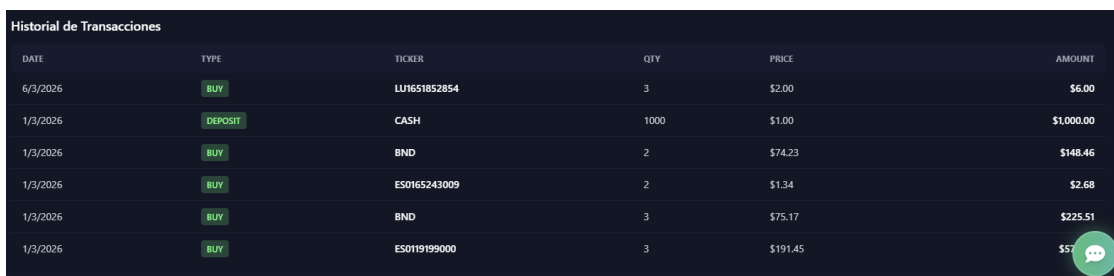 Historial de Transacciones
DATE TYPE TICKER QTY PRICE AMOUNT
6/3/2026 BUY LU1651852854 3 $2.00 $6.00
1/3/2026 DEPOSIT CASH 1000 $1.00 $1,000.00
1/3/2026 BUY BND 2 $74.23 $148.46
1/3/2026 BUY ES0165243009 2 $1.34 $2.68
1/3/2026 BUY BND 3 $75.17 $225.51
1/3/2026 BUY ES0119199000 3 $191.45